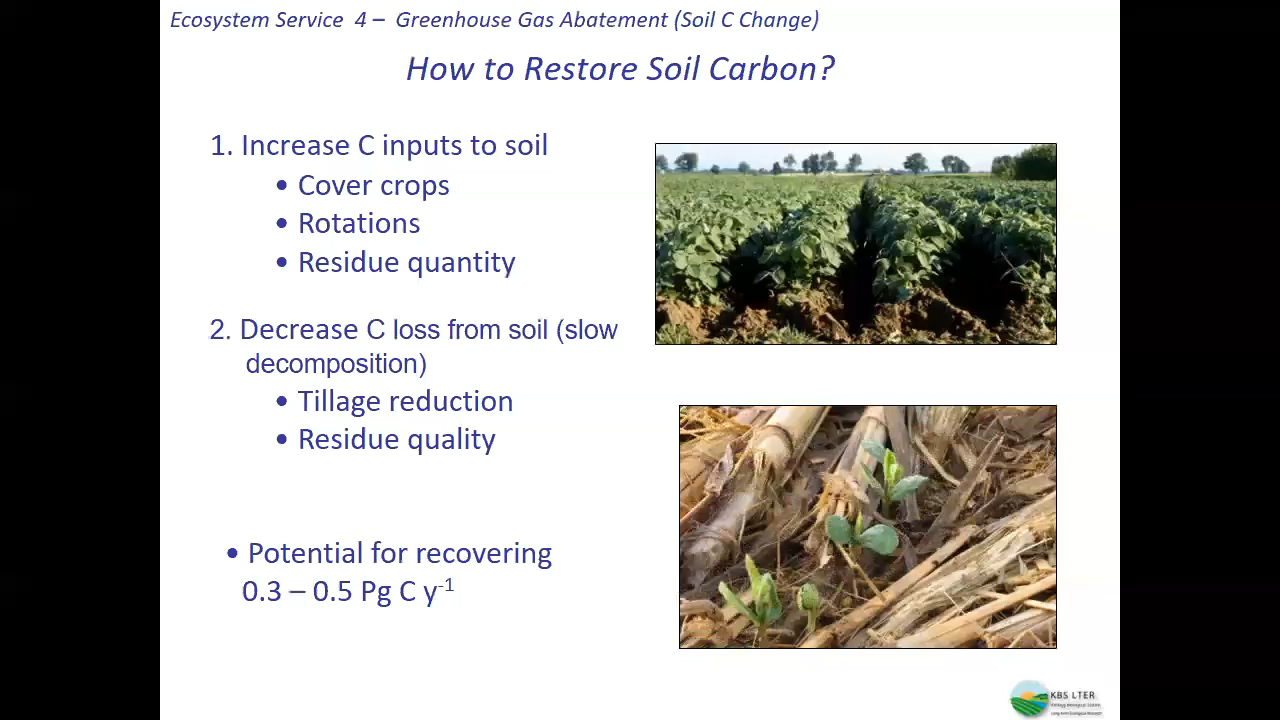 Ecosystem Service 4 – Greenhouse Gas Abatement (Soil C Change)
How to Restore Soil Carbon?
1. Increase C inputs to soil
• Cover crops
• Rotations
• Residue quantity
2. Decrease C loss from soil (slow
decomposition)
• Tillage reduction
• Residue quality
• Potential for recovering
0.3 – 0.5 Pg C y-1
KBS LTER